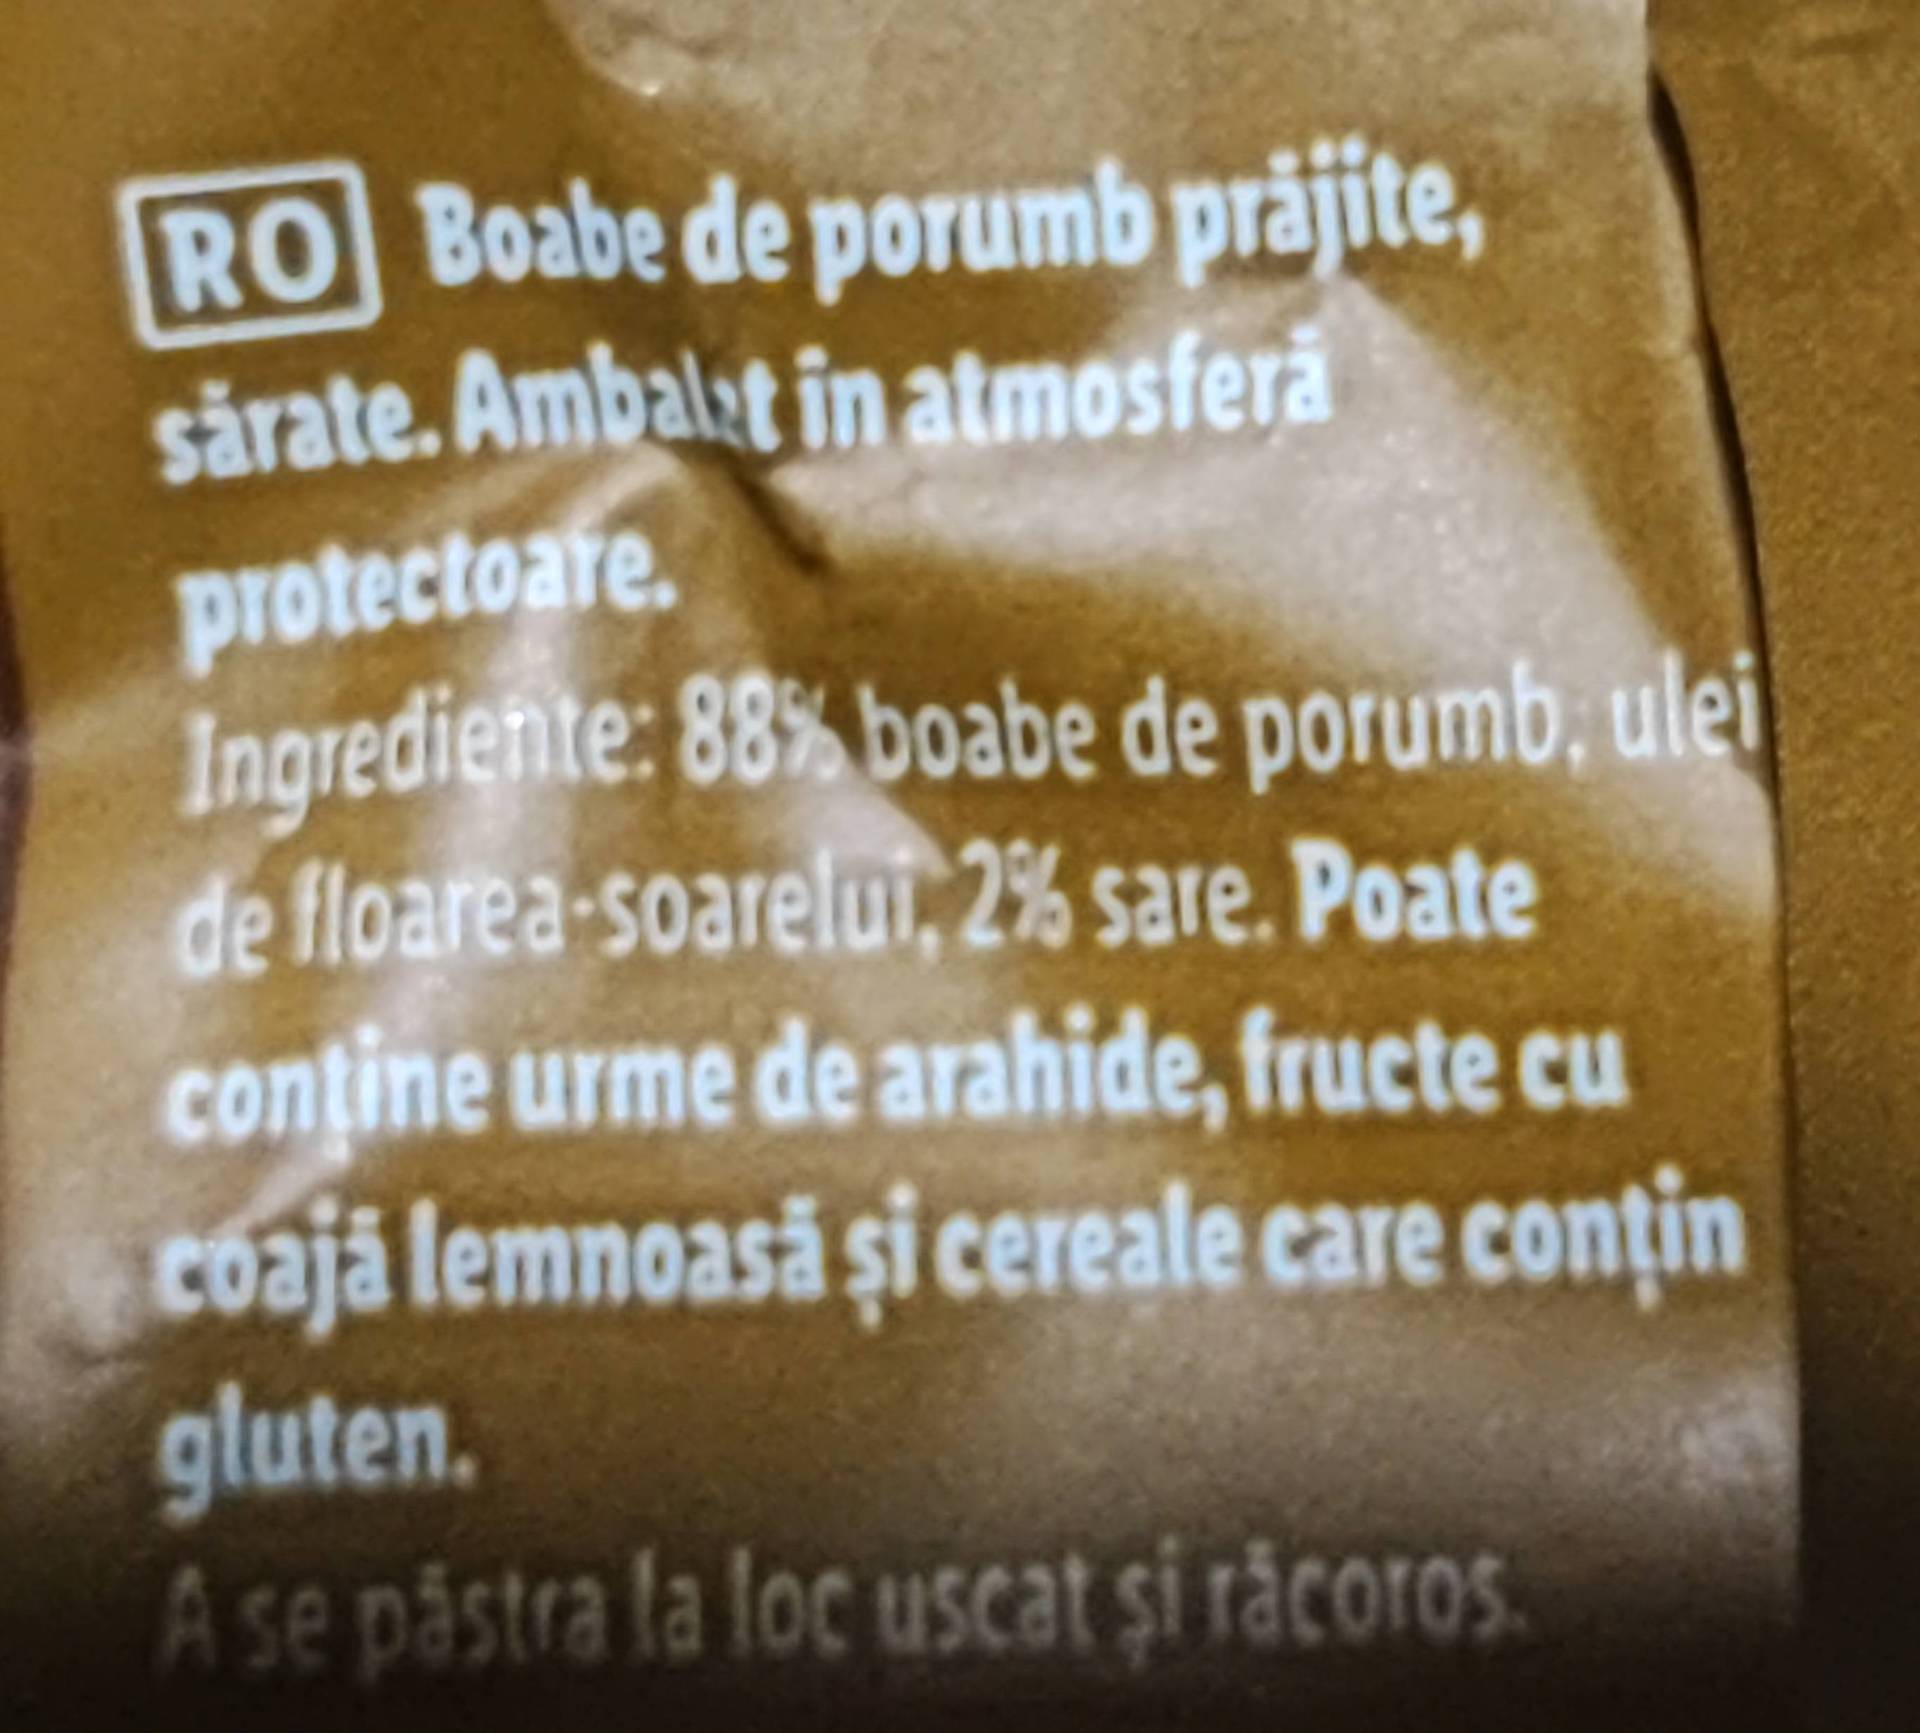 RO Boabe de porumb prăjite,
sărate. Ambalat în atmosferă
protectoare.
Ingrediente: 88% boabe de porumb, ulei
de floarea-soarelui, 2% sare. Poate
conține urme de arahide, fructe cu
coajă lemnoasă și cereale care conțin
gluten.
A se păstra la loc uscat și răcoros.